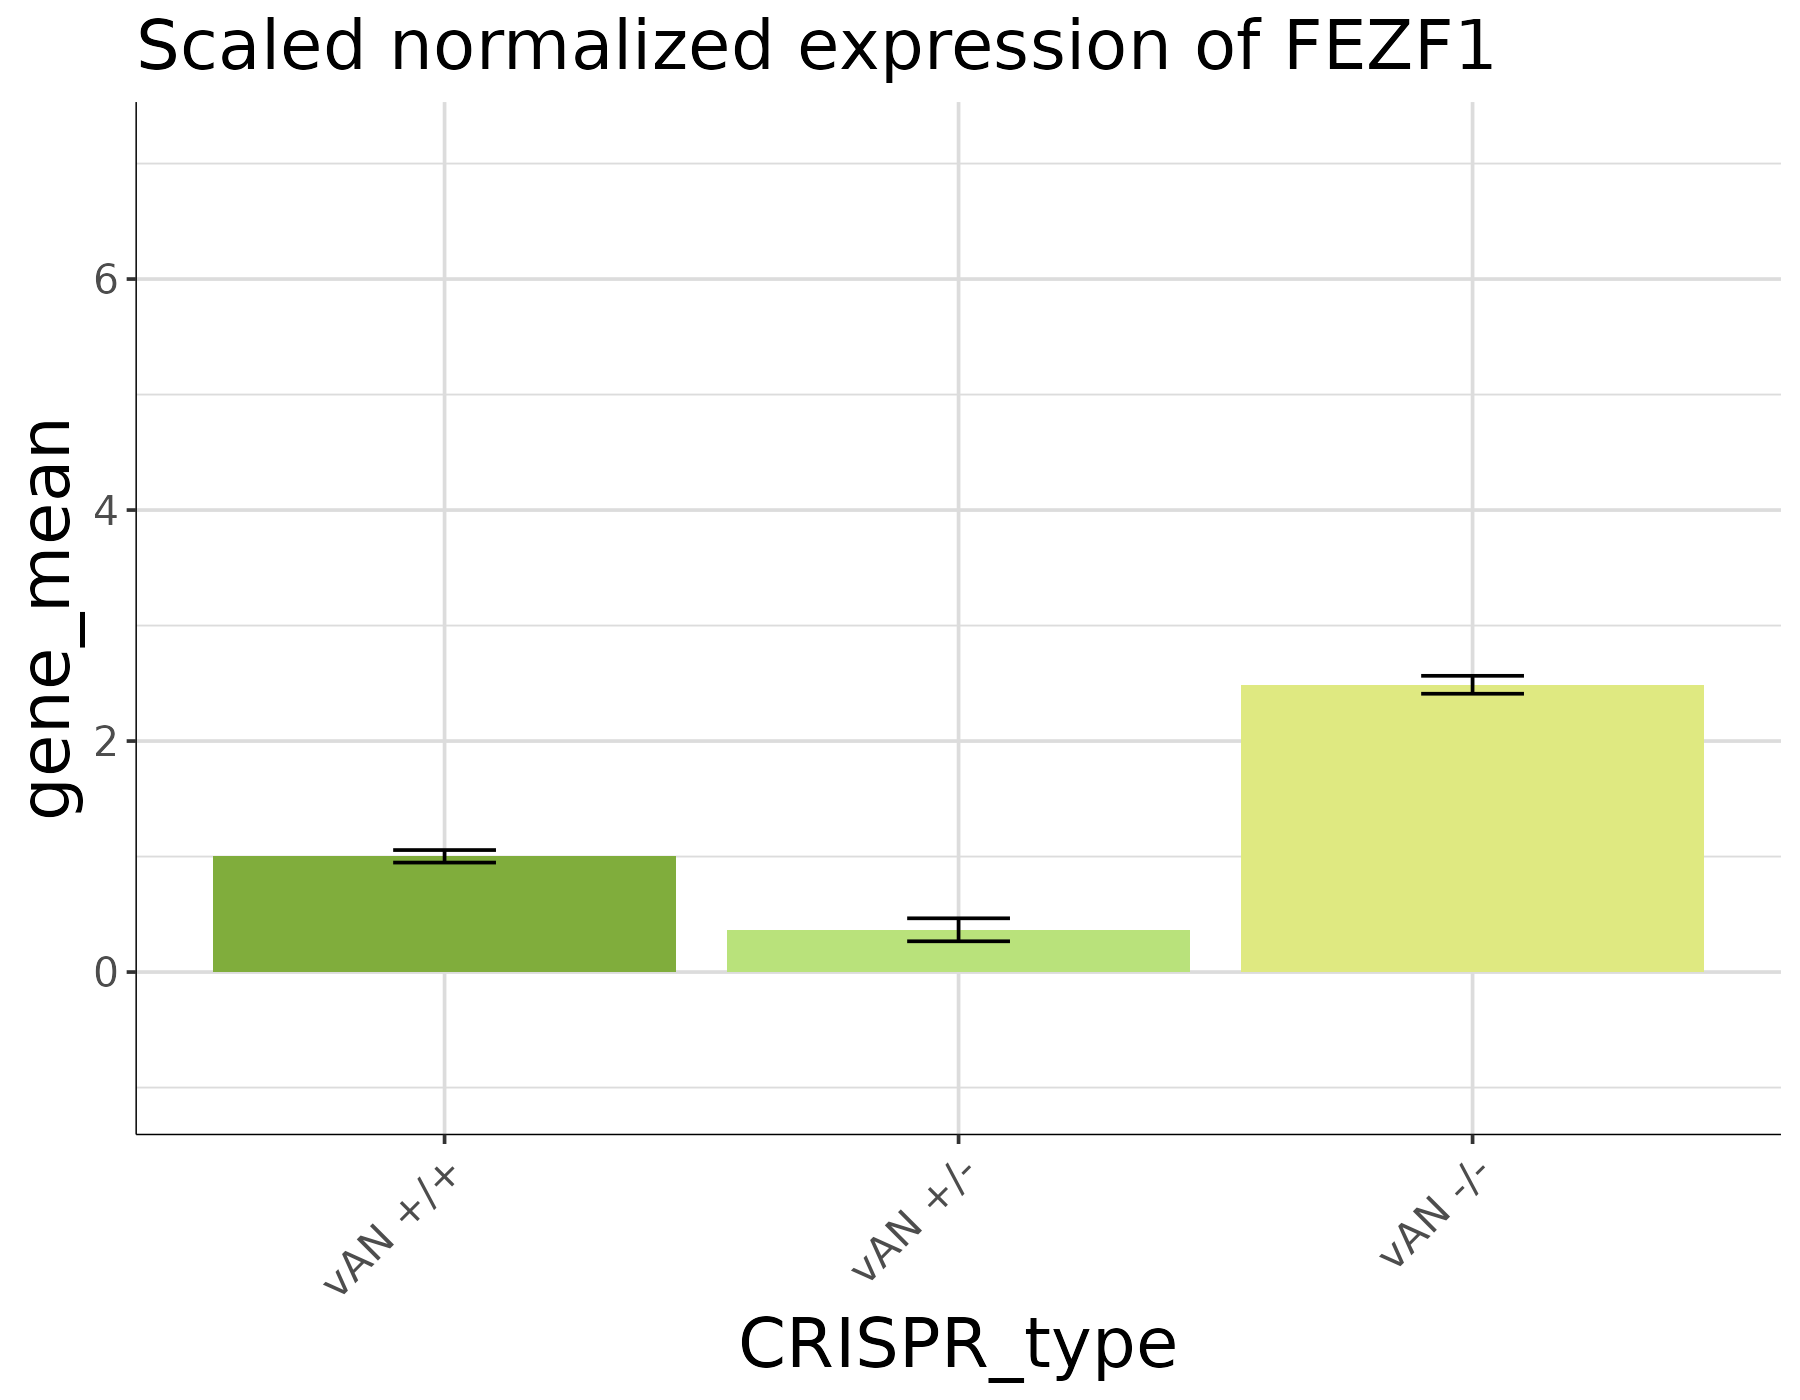 Scaled normalized expression of FEZF1
gene_mean
6
4
2
0
vAN +/+
vAN +/-
vAN -/-
CRISPR_type